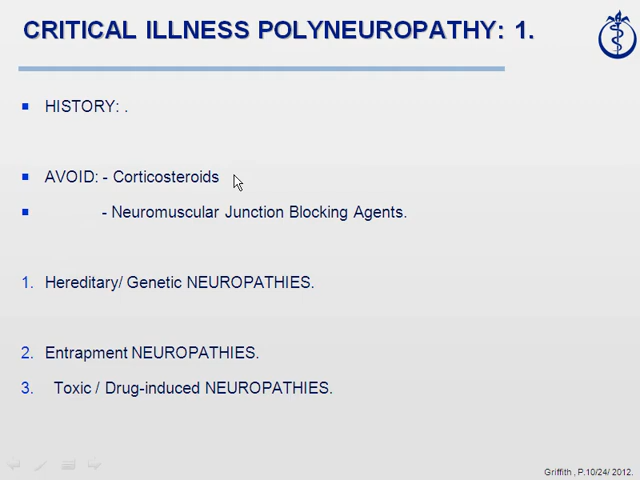 CRITICAL ILLNESS POLYNEUROPATHY: 1.
HISTORY: .
AVOID: - Corticosteroids
- Neuromuscular Junction Blocking Agents.
1. Hereditary/ Genetic NEUROPATHIES.
2. Entrapment NEUROPATHIES.
3. Toxic / Drug-induced NEUROPATHIES.
Griffith , P.10/24/ 2012.